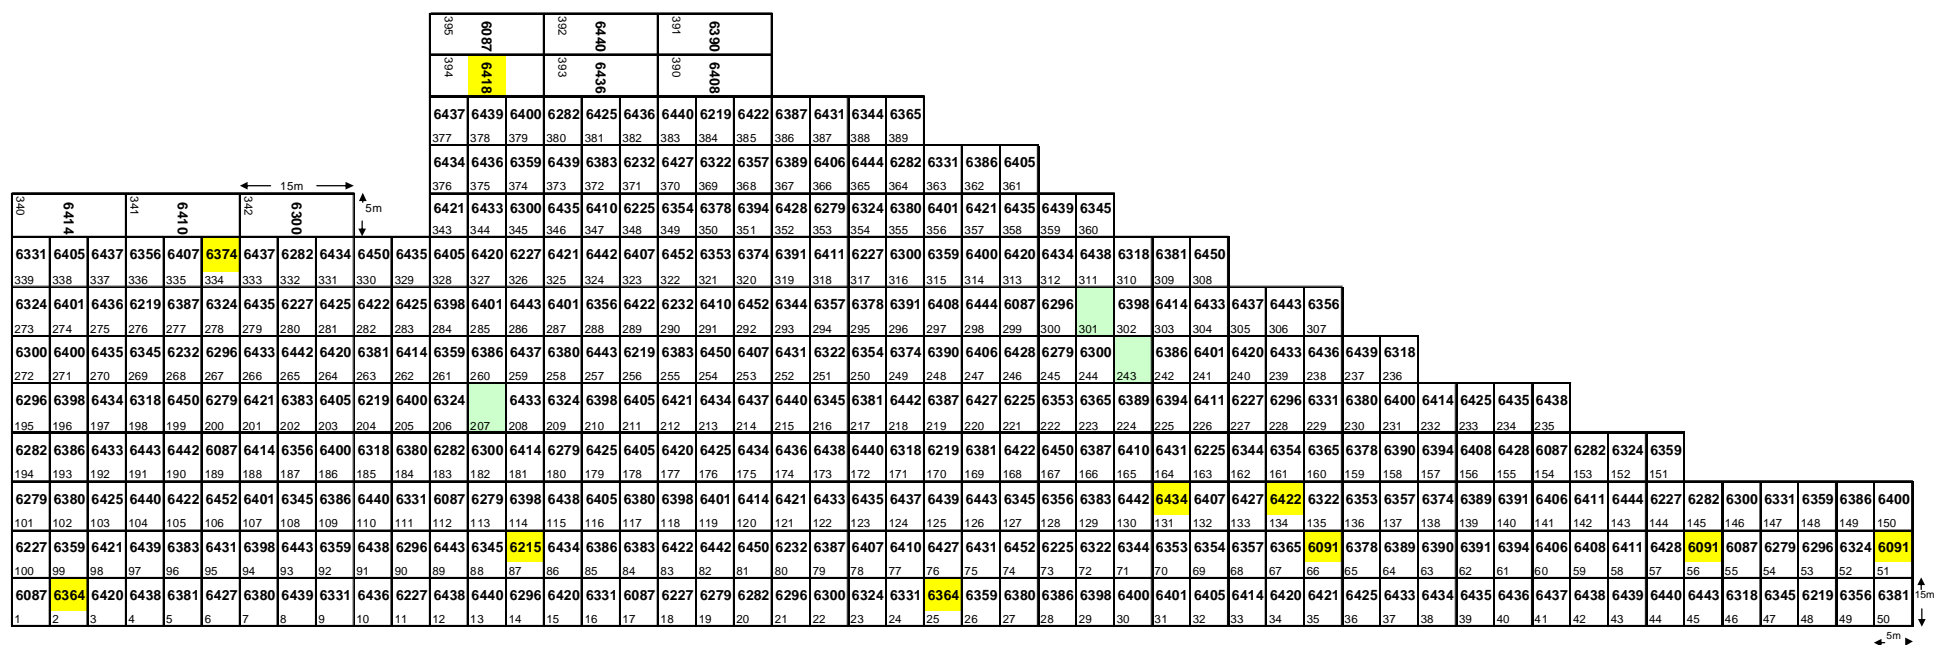 395 6087 392 6440 391 6390
394 6418 393 6436 390 6408
6437 6439 6400 6282 6425 6436 6440 6219 6422 6387 6431 6344 6365
377 378 379 380 381 382 383 384 385 386 387 388 389
6434 6436 6359 6439 6383 6232 6427 6322 6357 6389 6406 6444 6282 6331 6386 6405
376 375 374 373 372 371 370 369 368 367 366 365 364 363 362 361
15m
340 6414 341 6410 342 6300 5m 6421 6433 6300 6435 6410 6225 6354 6378 6394 6428 6279 6324 6380 6401 6421 6435 6439 6345
343 344 345 346 347 348 349 350 351 352 353 354 355 356 357 358 359 360
6331 6405 6437 6356 6407 6374 6437 6282 6434 6450 6435 6405 6420 6227 6421 6442 6407 6452 6353 6374 6391 6411 6227 6300 6359 6400 6420 6434 6438 6318 6381 6450
339 338 337 336 335 334 333 332 331 330 329 328 327 326 325 324 323 322 321 320 319 318 317 316 315 314 313 312 311 310 309 308
6324 6401 6436 6219 6387 6324 6435 6227 6425 6422 6425 6398 6401 6443 6401 6356 6422 6232 6410 6452 6344 6357 6378 6391 6408 6444 6087 6296 6398 6414 6433 6437 6443 6356
273 274 275 276 277 278 279 280 281 282 283 284 285 286 287 288 289 290 291 292 293 294 295 296 297 298 299 300 301 302 303 304 305 306 307
6300 6400 6435 6345 6232 6296 6433 6442 6420 6381 6414 6359 6386 6437 6380 6443 6219 6383 6450 6407 6431 6322 6354 6374 6390 6406 6428 6279 6300 6386 6401 6420 6433 6436 6439 6318
272 271 270 269 268 267 266 265 264 263 262 261 260 259 258 257 256 255 254 253 252 251 250 249 248 247 246 245 244 243 242 241 240 239 238 237 236
6296 6398 6434 6318 6450 6279 6421 6383 6405 6219 6400 6324 6433 6324 6398 6405 6421 6434 6437 6440 6345 6381 6442 6387 6427 6225 6353 6365 6389 6394 6411 6227 6296 6331 6380 6400 6414 6425 6435 6438
195 196 197 198 199 200 201 202 203 204 205 206 207 208 209 210 211 212 213 214 215 216 217 218 219 220 221 222 223 224 225 226 227 228 229 230 231 232 233 234 235
6282 6386 6433 6443 6442 6087 6414 6356 6400 6318 6380 6282 6300 6414 6279 6425 6405 6420 6425 6434 6436 6438 6440 6318 6219 6381 6422 6450 6387 6410 6431 6225 6344 6354 6365 6378 6390 6394 6408 6428 6087 6282 6324 6359
194 193 192 191 190 189 188 187 186 185 184 183 182 181 180 179 178 177 176 175 174 173 172 171 170 169 168 167 166 165 164 163 162 161 160 159 158 157 156 155 154 153 152 151
6279 6380 6425 6440 6422 6452 6401 6345 6386 6440 6331 6087 6279 6398 6438 6405 6380 6398 6401 6414 6421 6433 6435 6437 6439 6443 6345 6356 6383 6442 6434 6407 6427 6422 6322 6353 6357 6374 6389 6391 6406 6411 6444 6227 6282 6300 6331 6359 6386 6400
101 102 103 104 105 106 107 108 109 110 111 112 113 114 115 116 117 118 119 120 121 122 123 124 125 126 127 128 129 130 131 132 133 134 135 136 137 138 139 140 141 142 143 144 145 146 147 148 149 150
6227 6359 6421 6439 6383 6431 6398 6443 6359 6438 6296 6443 6345 6215 6434 6386 6383 6422 6442 6450 6232 6387 6407 6410 6427 6431 6452 6225 6322 6344 6353 6354 6357 6365 6091 6378 6389 6390 6391 6394 6406 6408 6411 6428 6091 6087 6279 6296 6324 6091
100 99 98 97 96 95 94 93 92 91 90 89 88 87 86 85 84 83 82 81 80 79 78 77 76 75 74 73 72 71 70 69 68 67 66 65 64 63 62 61 60 59 58 57 56 55 54 53 52 51
6087 6364 6420 6438 6381 6427 6380 6439 6331 6436 6227 6438 6440 6296 6420 6331 6087 6227 6279 6282 6296 6300 6324 6331 6364 6359 6380 6386 6398 6400 6401 6405 6414 6420 6421 6425 6433 6434 6435 6436 6437 6438 6439 6440 6443 6318 6345 6219 6356 6381 15m
1 2 3 4 5 6 7 8 9 10 11 12 13 14 15 16 17 18 19 20 21 22 23 24 25 26 27 28 29 30 31 32 33 34 35 36 37 38 39 40 41 42 43 44 45 46 47 48 49 50
5m